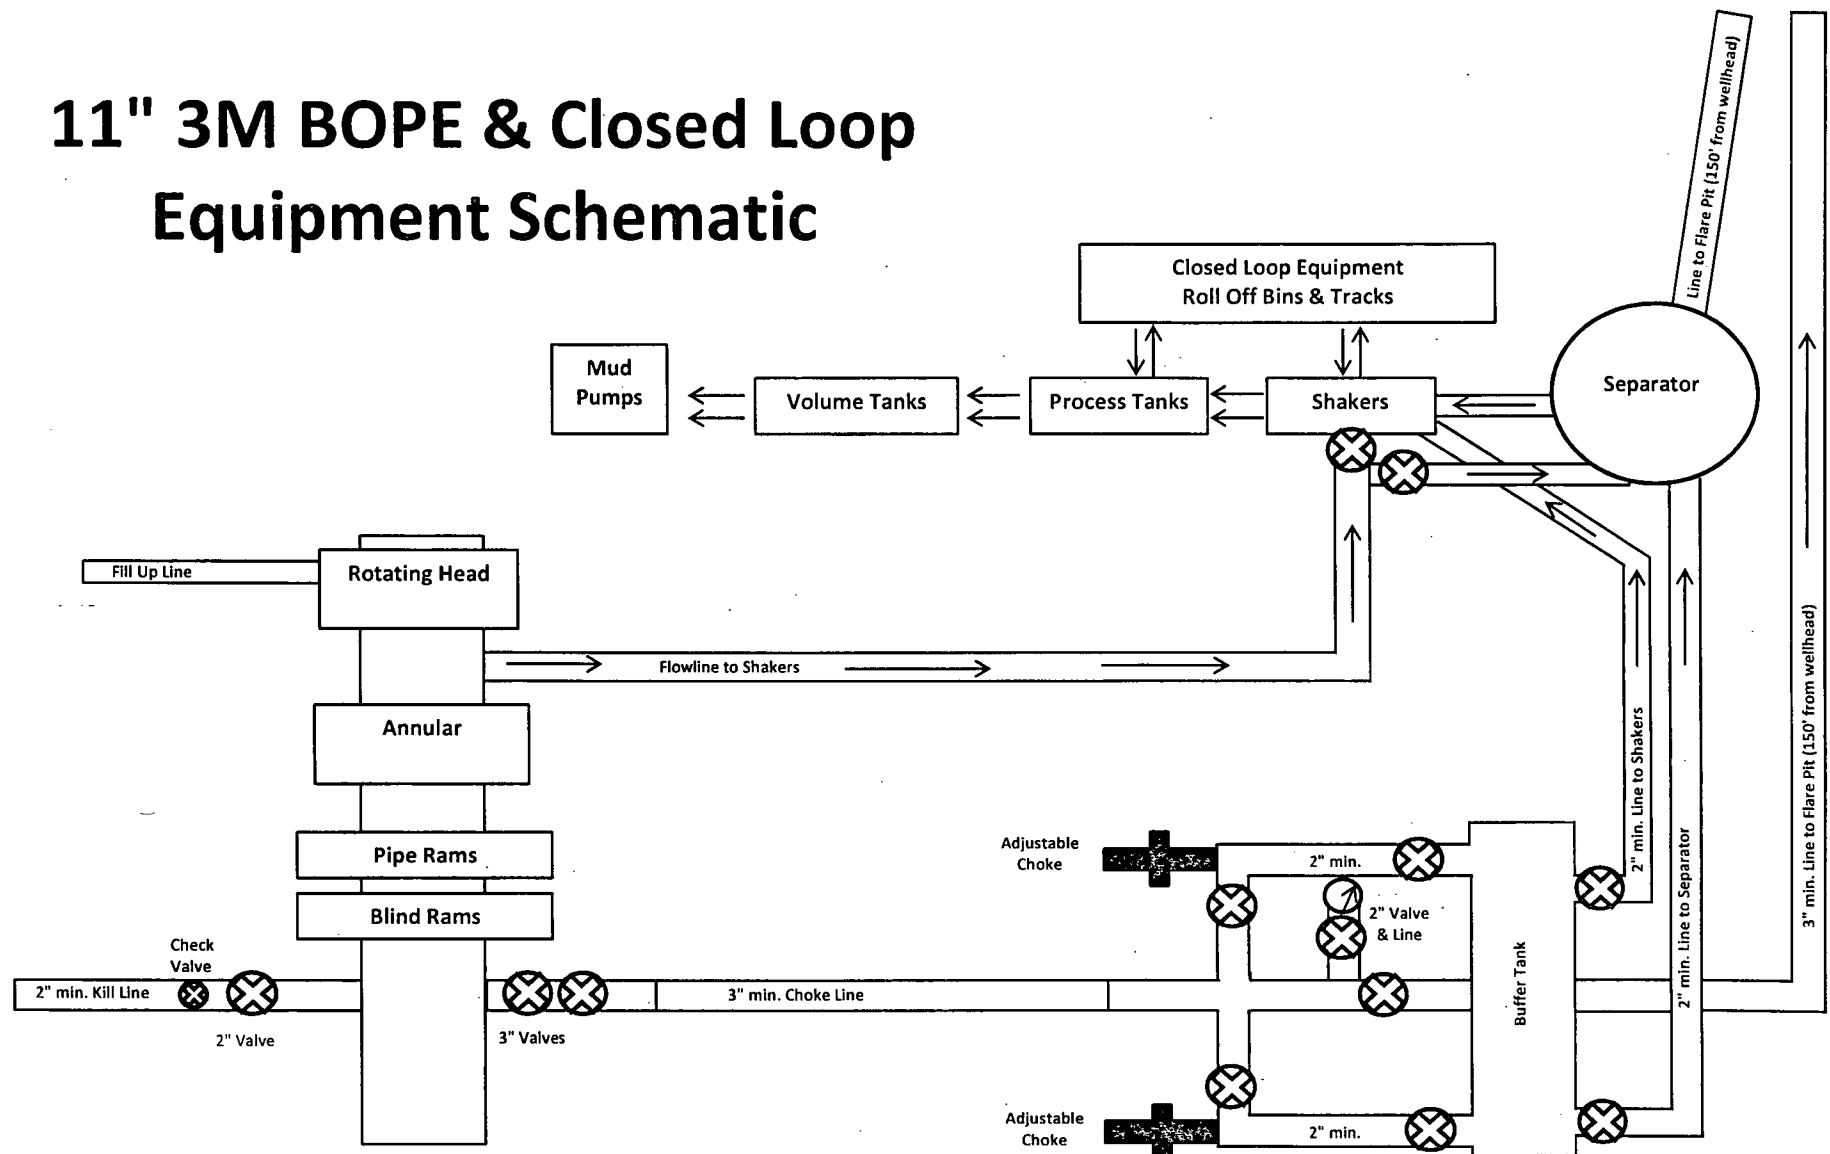 11" 3M BOPE & Closed Loop
Equipment Schematic
Line to Flare Pit (150' from wellhead)
Closed Loop Equipment
Roll Off Bins & Tracks
Mud
Pumps
Volume Tanks
Process Tanks
Shakers
Separator
Fill Up Line
Rotating Head
Flowline to Shakers
Annular
Pipe Rams
Blind Rams
Check
Valve
2" min. Kill Line
2" Valve
3" Valves
3" min. Choke Line
Adjustable
Choke
2" min.
2" Valve
& Line
Buffer Tank
Adjustable
Choke
2" min.
2" min. Line to Shakers
2" min. Line to Separator
3" min. Line to Flare Pit (150' from wellhead)